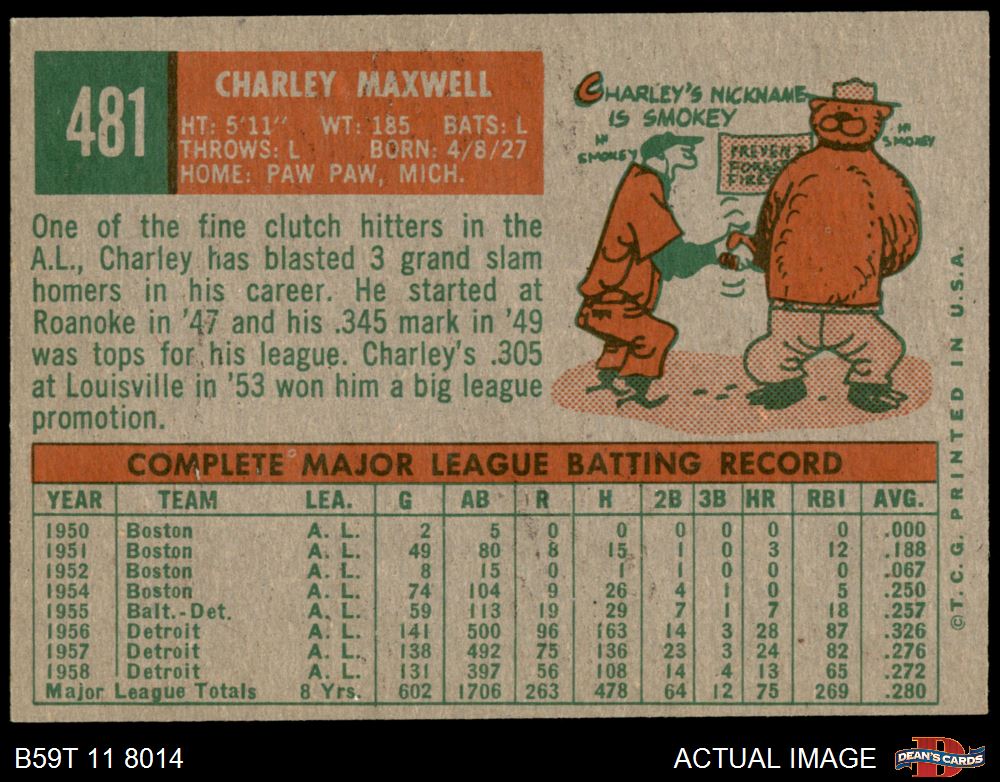 481
CHARLEY MAXWELL
HT: 5'11" WT: 185 BATS: L
THROWS: L BORN: 4/8/27
HOME: PAW PAW, MICH.
One of the fine clutch hitters in the
A.L., Charley has blasted 3 grand slam
homers in his career. He started at
Roanoke in '47 and his .345 mark in '49
was tops for his league. Charley's .305
at Louisville in '53 won him a big league
promotion.
CHARLEY'S NICKNAME
IS SMOKEY
HI
SMOKEY
HI
SMOKEY
PREVENT
FOREST
FIRES
COMPLETE MAJOR LEAGUE BATTING RECORD
YEAR TEAM LEA. G AB R H 2B 3B HR RBI AVG.
1950 Boston A. L. 2 5 0 0 0 0 0 0 .000
1951 Boston A. L. 49 80 8 15 1 0 3 12 .188
1952 Boston A. L. 8 15 0 1 1 0 0 0 .067
1954 Boston A. L. 74 104 9 26 4 1 0 5 .250
1955 Balt.-Det. A. L. 59 113 19 29 7 1 7 18 .257
1956 Detroit A. L. 141 500 96 163 14 3 28 87 .326
1957 Detroit A. L. 138 492 75 136 23 3 24 82 .276
1958 Detroit A. L. 131 397 56 108 14 4 13 65 .272
Major League Totals 8 Yrs. 602 1706 263 478 64 12 75 269 .280
©T.C.G. PRINTED IN U.S.A.
B59T 11 8014
ACTUAL IMAGE
D
DEAN'S CARDS